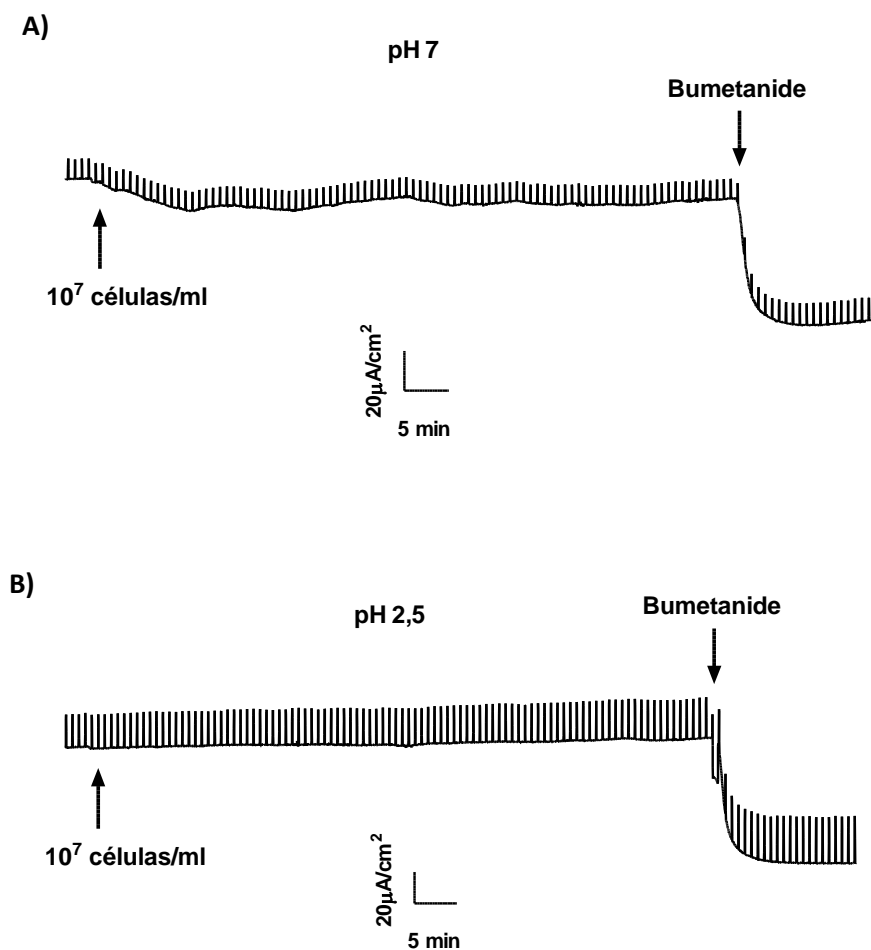 A)
pH 7
Bumetanide
10⁷ células/ml
20µA/cm²
5 min
B)
pH 2,5
Bumetanide
10⁷ células/ml
20µA/cm²
5 min